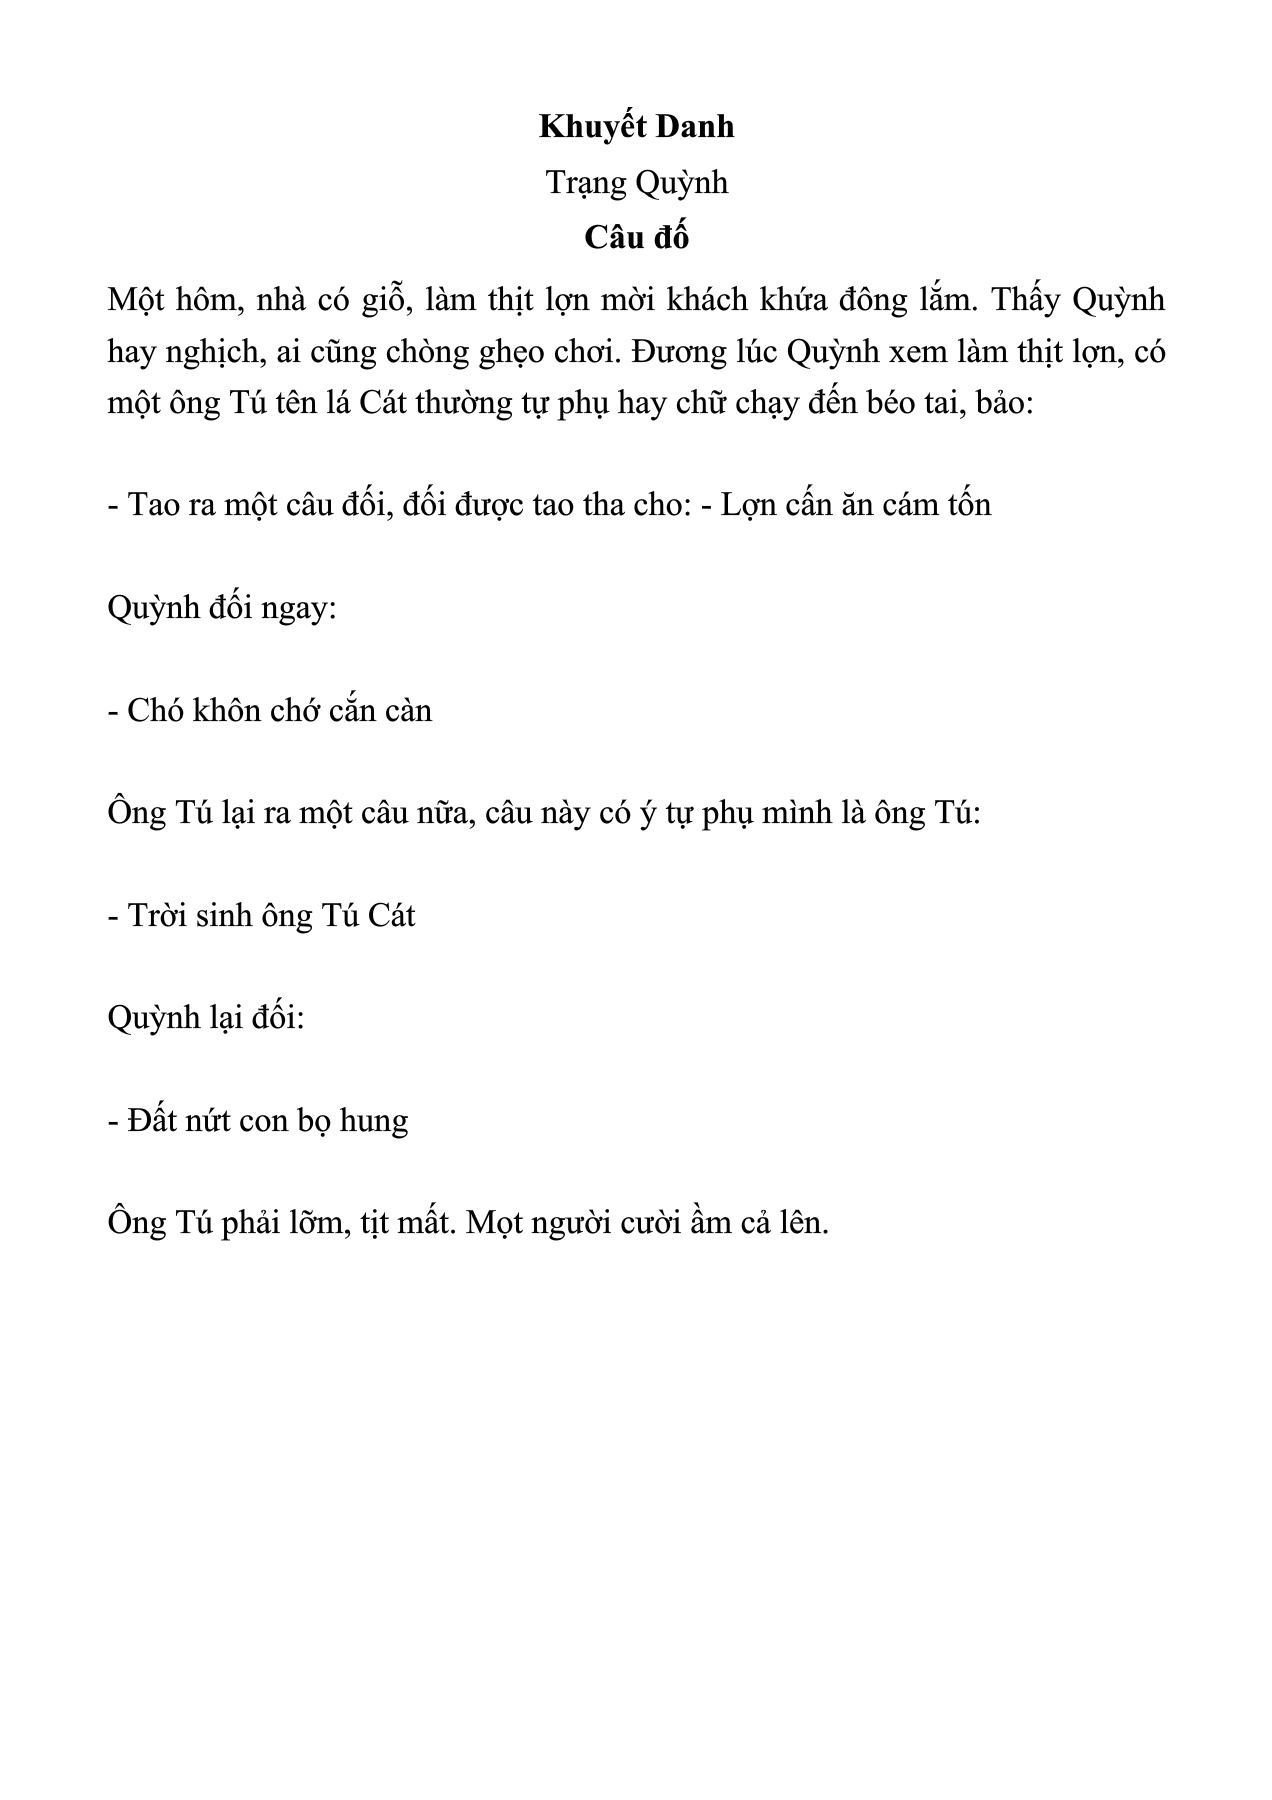 Khuyết Danh
Trạng Quỳnh
Câu đố
Một hôm, nhà có giỗ, làm thịt lợn mời khách khứa đông lắm. Thấy Quỳnh
hay nghịch, ai cũng chòng ghẹo chơi. Đương lúc Quỳnh xem làm thịt lợn, có
một ông Tú tên lá Cát thường tự phụ hay chữ chạy đến béo tai, bảo:
- Tao ra một câu đối, đối được tao tha cho: - Lợn cấn ăn cám tốn
Quỳnh đối ngay:
- Chó khôn chớ cắn càn
Ông Tú lại ra một câu nữa, câu này có ý tự phụ mình là ông Tú:
- Trời sinh ông Tú Cát
Quỳnh lại đối:
- Đất nứt con bọ hung
Ông Tú phải lỡm, tịt mất. Mọt người cười ầm cả lên.